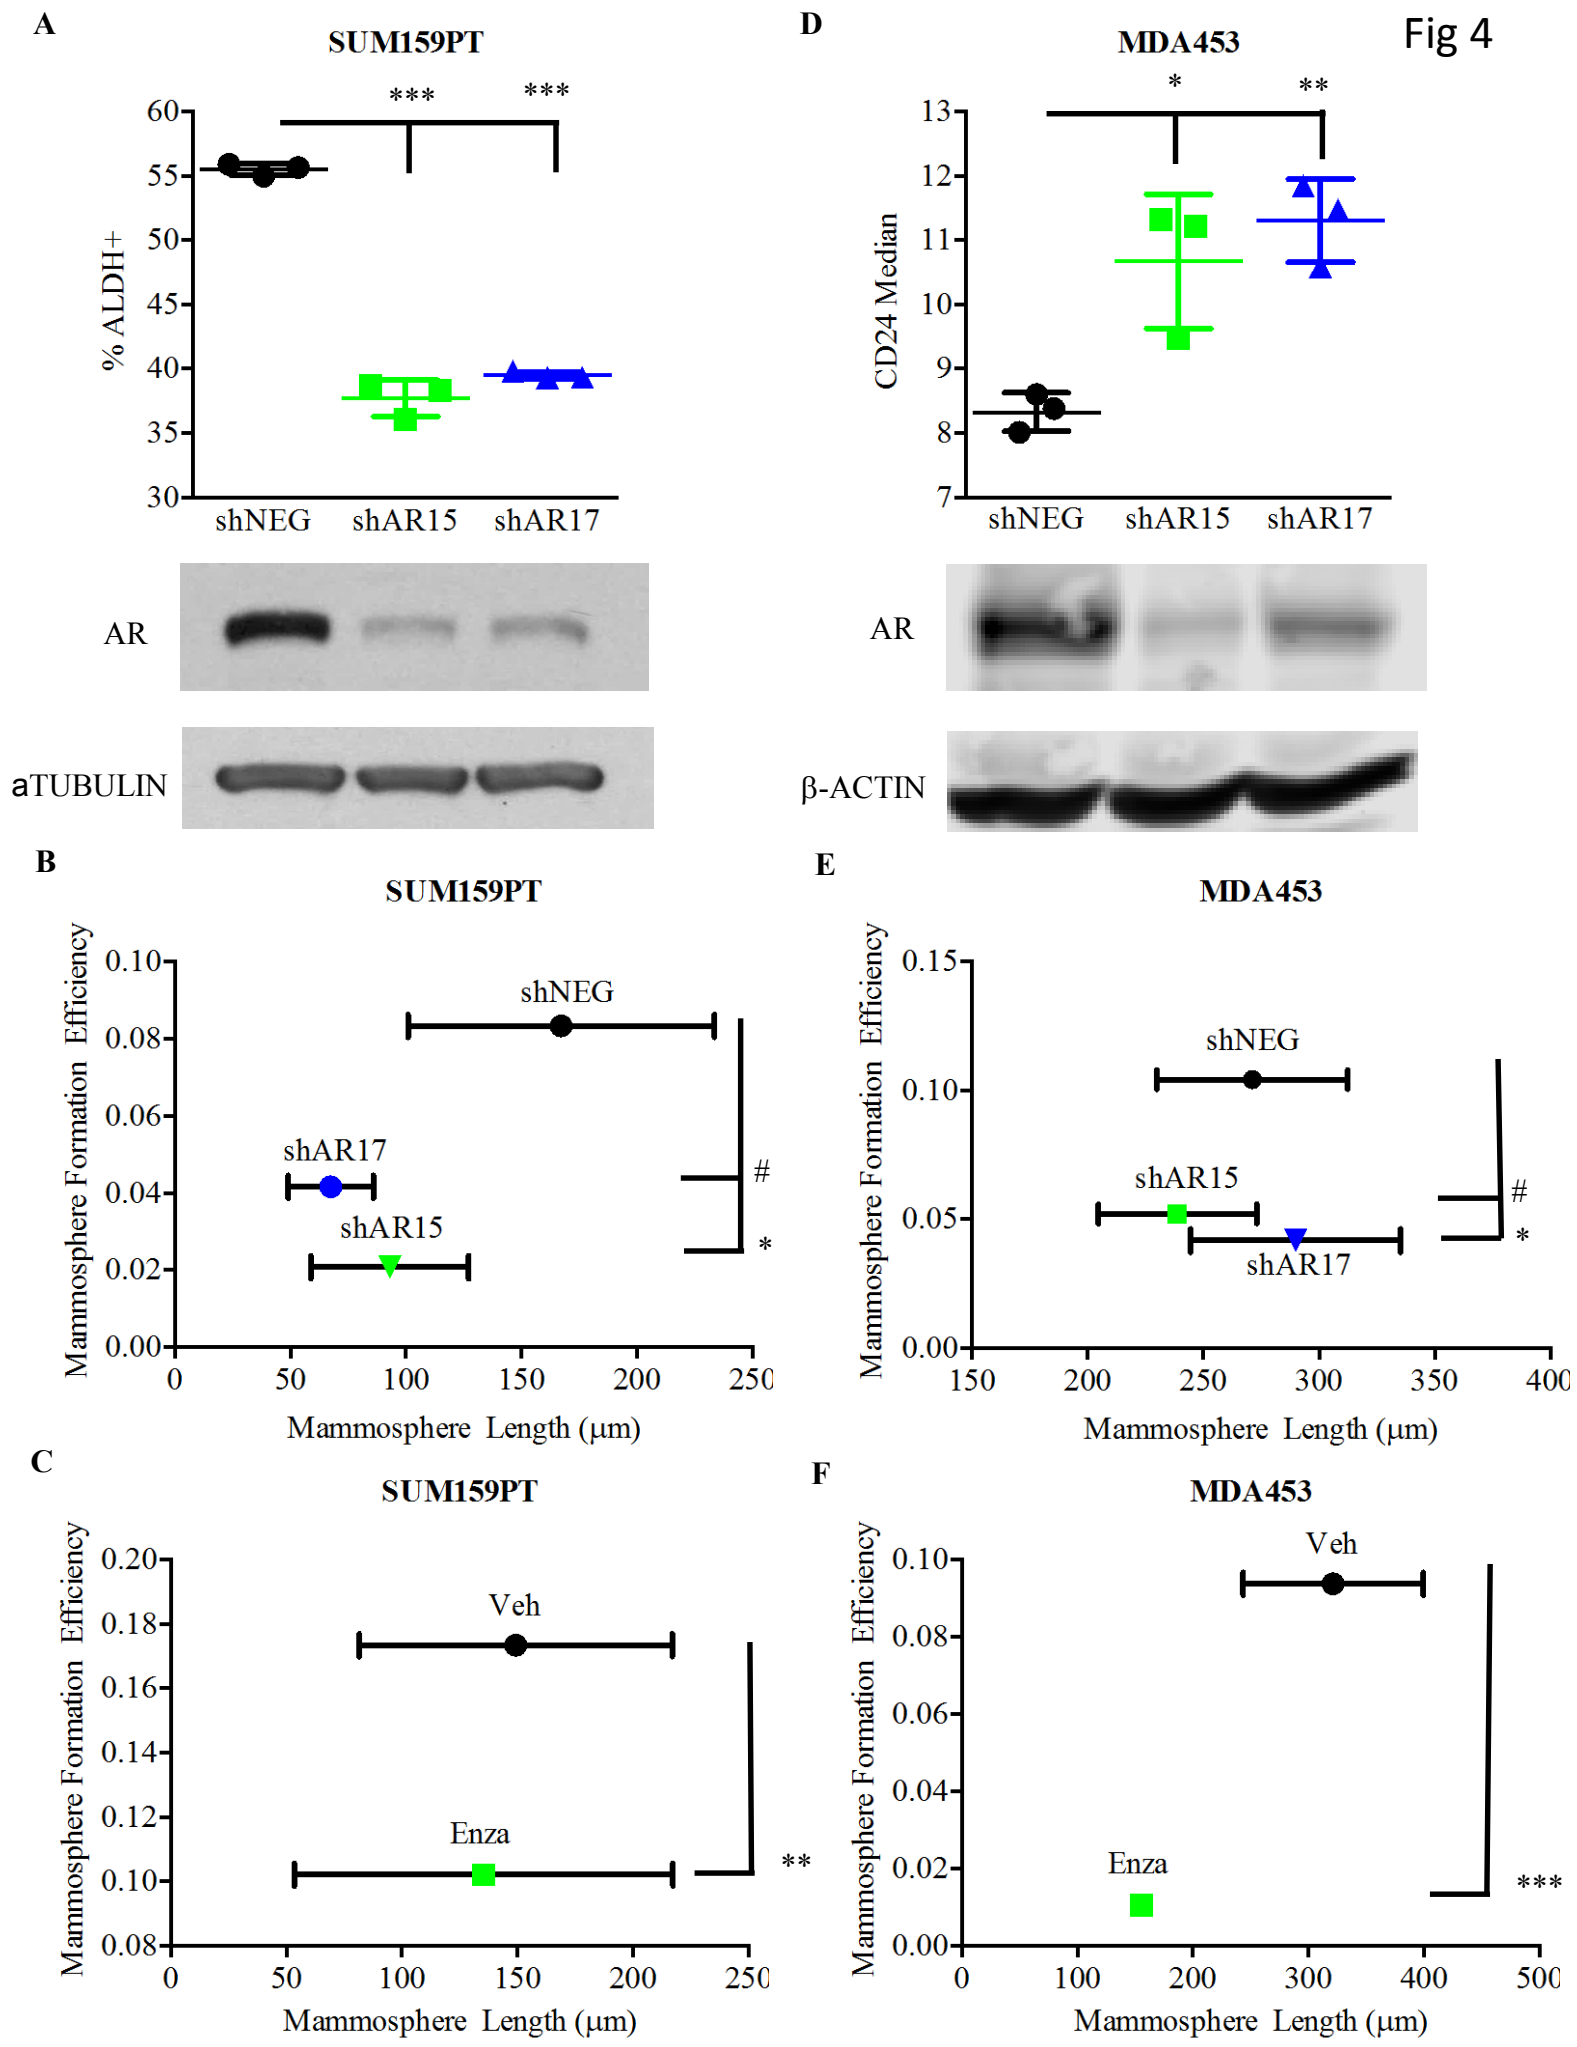 Fig 4
A
SUM159PT
*** ***
% ALDH+
60
55
50
45
40
35
30
shNEG shAR15 shAR17
AR
aTUBULIN
D
MDA453
* **
CD24 Median
13
12
11
10
9
8
7
shNEG shAR15 shAR17
AR
β-ACTIN
B
SUM159PT
Mammosphere Formation Efficiency
0.10
0.08
0.06
0.04
0.02
0.00
shNEG
shAR17
shAR15
#
*
0 50 100 150 200 250
Mammosphere Length (µm)
E
MDA453
Mammosphere Formation Efficiency
0.15
0.10
0.05
0.00
shNEG
shAR15
shAR17
#
*
150 200 250 300 350 400
Mammosphere Length (µm)
C
SUM159PT
Mammosphere Formation Efficiency
0.20
0.18
0.16
0.14
0.12
0.10
0.08
Veh
Enza
**
0 50 100 150 200 250
Mammosphere Length (µm)
F
MDA453
Mammosphere Formation Efficiency
0.10
0.08
0.06
0.04
0.02
0.00
Veh
Enza
***
0 100 200 300 400 500
Mammosphere Length (µm)